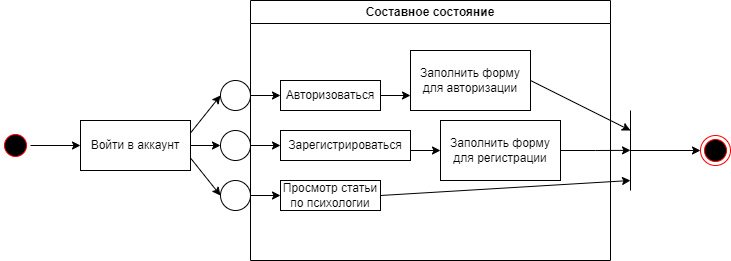 Составное состояние
Войти в аккаунт
Авторизоваться
Заполнить форму
для авторизации
Зарегистрироваться
Заполнить форму
для регистрации
Просмотр статьи
по психологии